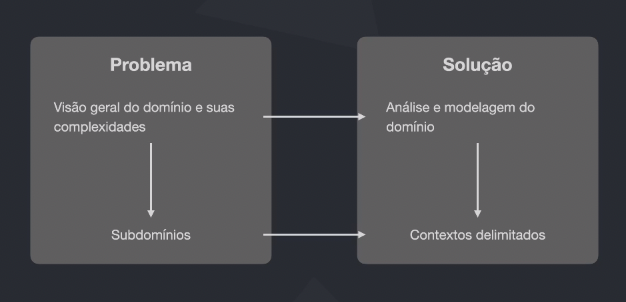 Problema
Visão geral do domínio e suas
complexidades
Subdomínios
Solução
Análise e modelagem do
domínio
Contextos delimitados